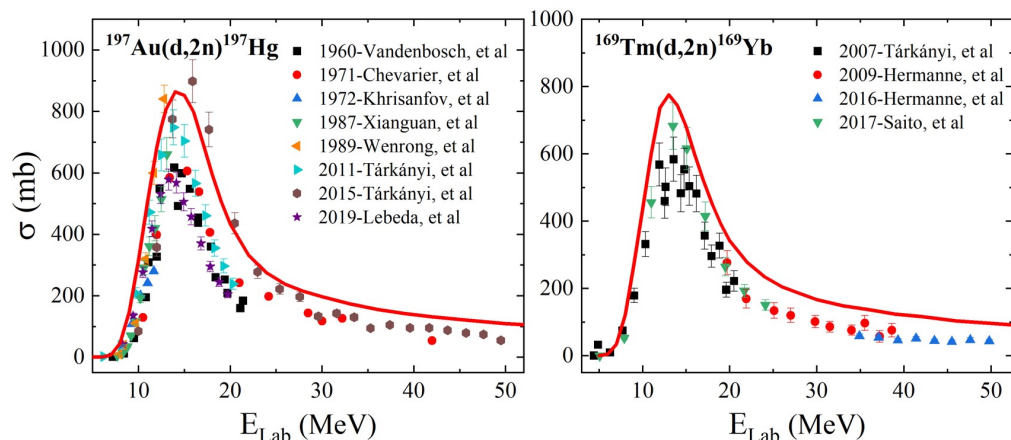 ¹⁹⁷Au(d,2n)¹⁹⁷Hg
1960-Vandenbosch, et al
1971-Chevarier, et al
1972-Khrisanfov, et al
1987-Xianguan, et al
1989-Wenrong, et al
2011-Tárkányi, et al
2015-Tárkányi, et al
2019-Lebeda, et al
σ (mb)
1000
800
600
400
200
0
10 20 30 40 50
E_Lab (MeV)
¹⁶⁹Tm(d,2n)¹⁶⁹Yb
2007-Tárkányi, et al
2009-Hermanne, et al
2016-Hermanne, et al
2017-Saito, et al
1000
800
600
400
200
0
10 20 30 40 50
E_Lab (MeV)